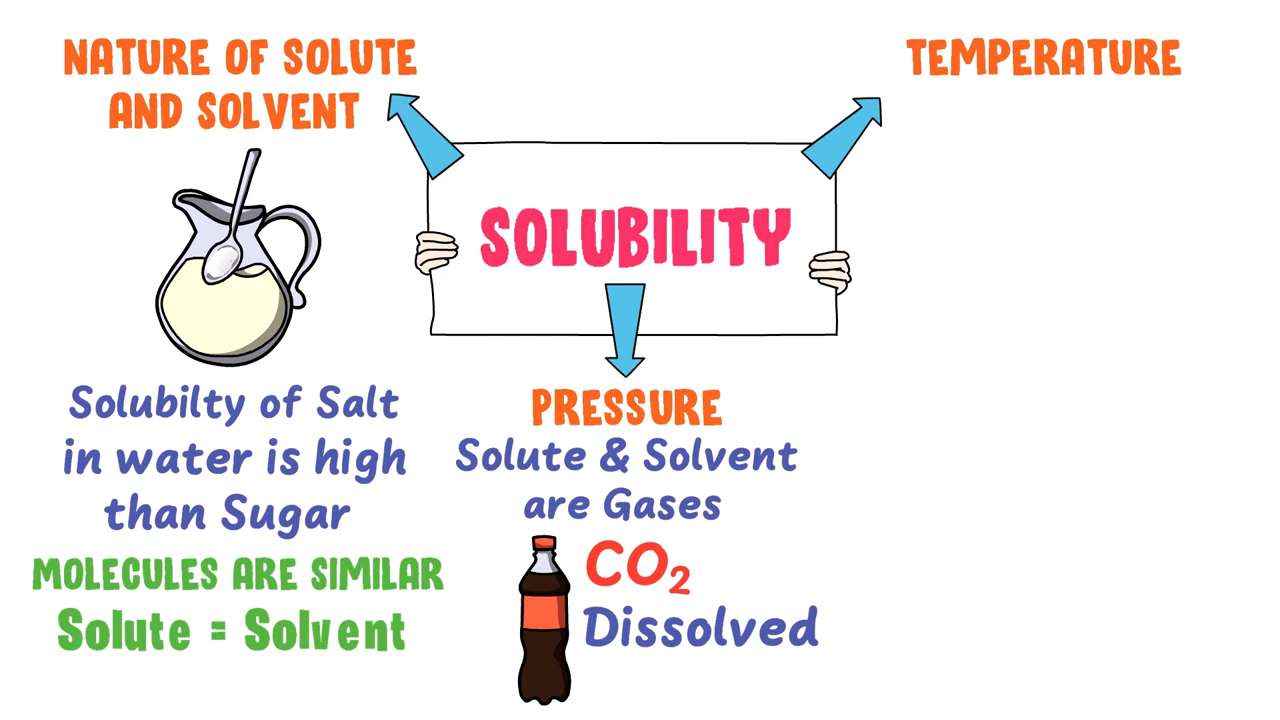 NATURE OF SOLUTE
AND SOLVENT
Solubilty of Salt
in water is high
than Sugar
MOLECULES ARE SIMILAR
Solute = Solvent
SOLUBILITY
PRESSURE
Solute & Solvent
are Gases
CO₂
Dissolved
TEMPERATURE